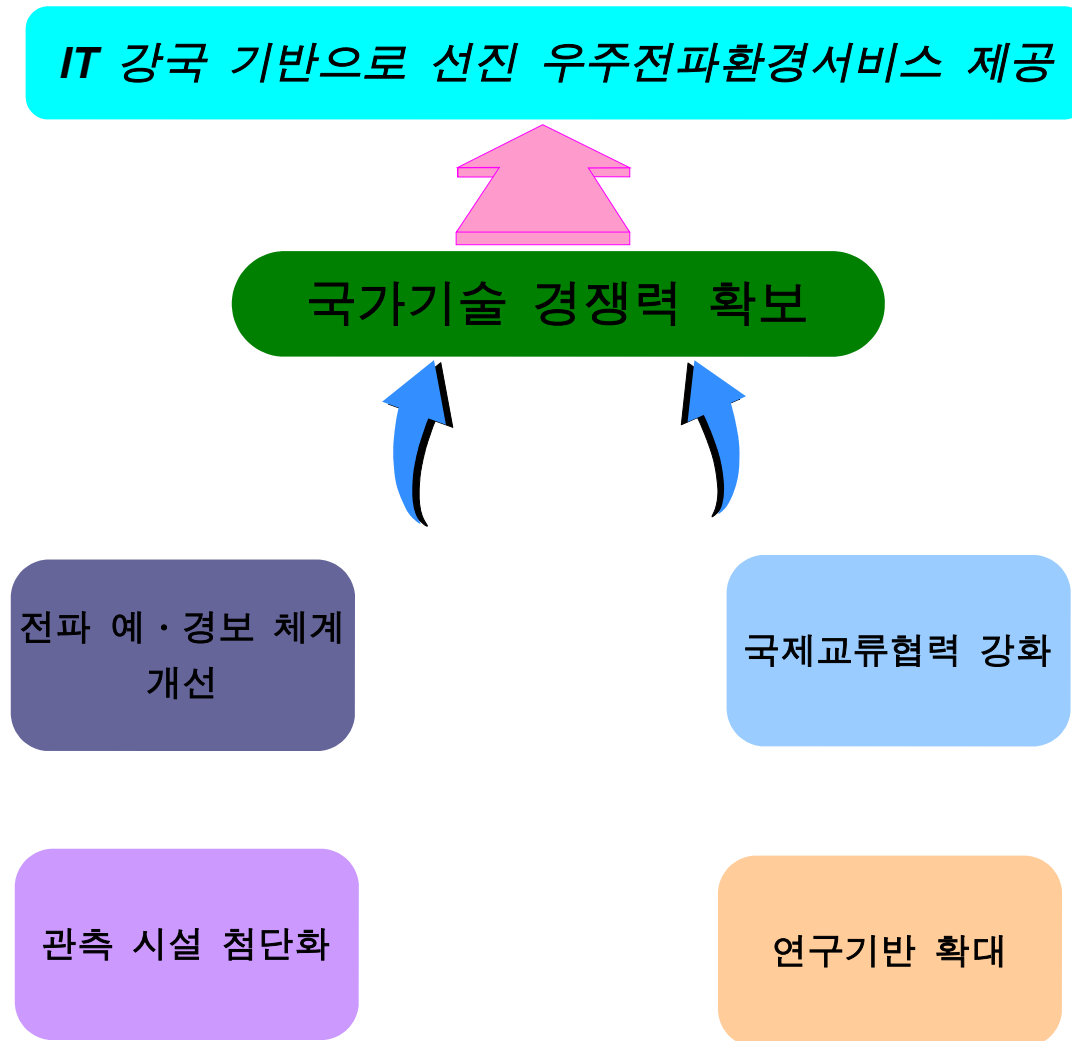 IT 강국 기반으로 선진 우주전파환경서비스 제공
국가기술 경쟁력 확보
전파 예·경보 체계
개선
국제교류협력 강화
관측 시설 첨단화
연구기반 확대